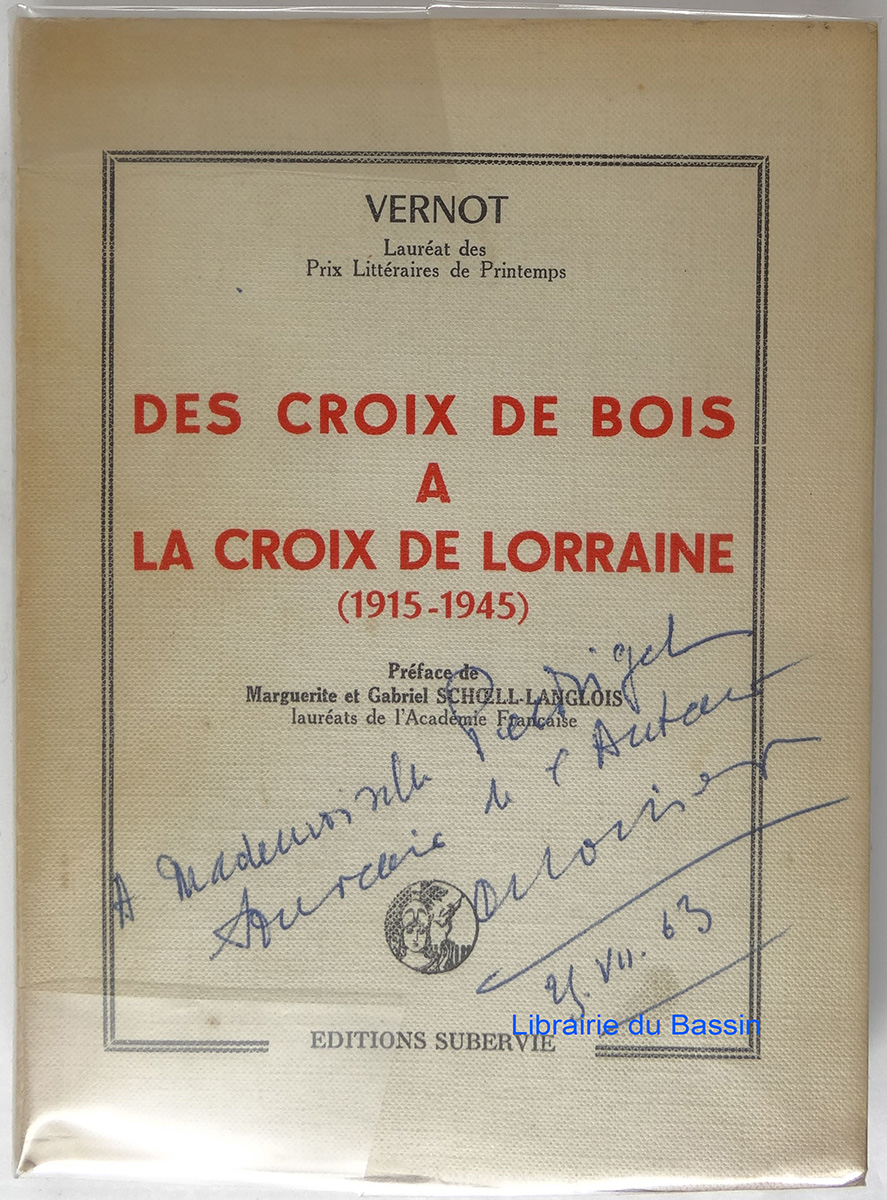 VERNOT
Lauréat des
Prix Littéraires de Printemps
DES CROIX DE BOIS
A
LA CROIX DE LORRAINE
(1915-1945)
Préface de
Marguerite et Gabriel SCHŒLL-LANGLOIS
lauréats de l'Académie Française
A Mademoiselle
de l'Auteur
VII. 63
Librairie du Bassin
EDITIONS SUBERVIE